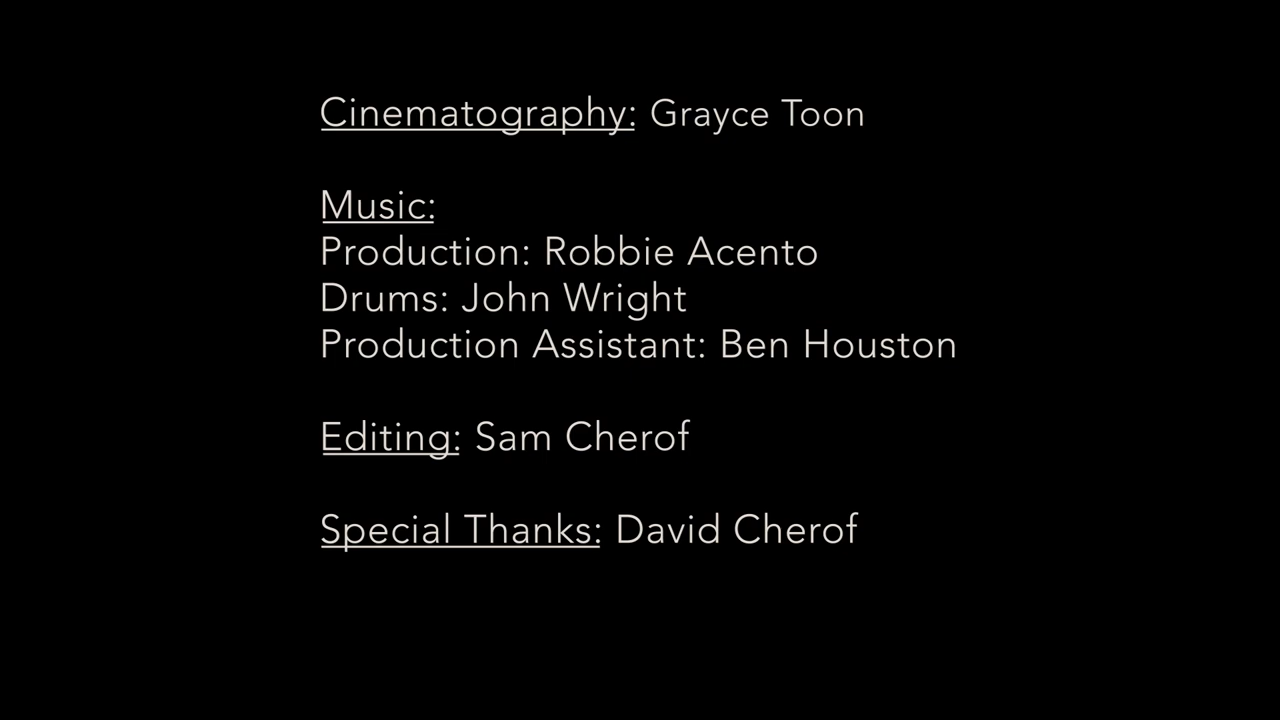 Cinematography: Grayce Toon
Music:
Production: Robbie Acento
Drums: John Wright
Production Assistant: Ben Houston
Editing: Sam Cherof
Special Thanks: David Cherof